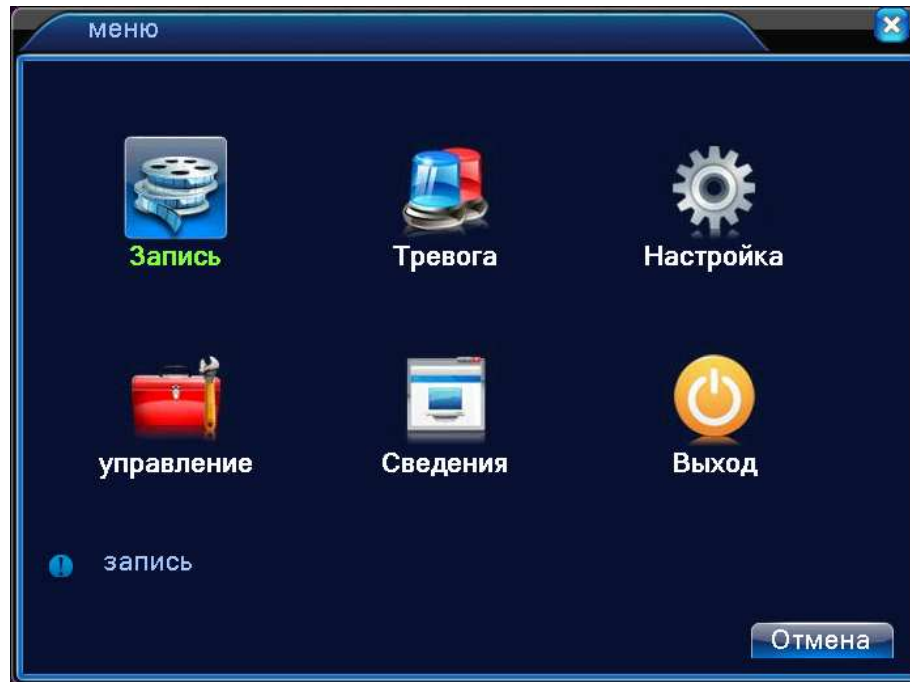 меню
Запись
Тревога
Настройка
управление
Сведения
Выход
запись
Отмена